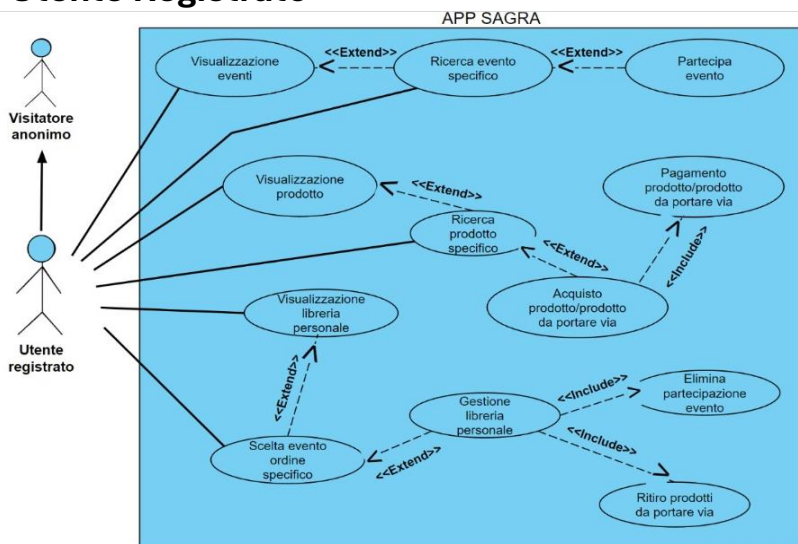 Utente Registrato
APP SAGRA
Visitatore
anonimo
Utente
registrato
Visualizzazione
eventi
<<Extend>>
Ricerca evento
specifico
<<Extend>>
Partecipa
evento
Visualizzazione
prodotto
<<Extend>>
Ricerca
prodotto
specifico
<<Extend>>
Pagamento
prodotto/prodotto
da portare via
<<Include>>
Acquisto
prodotto/prodotto
da portare via
Visualizzazione
libreria
personale
<<Extend>>
Scelta evento
ordine
specifico
<<Extend>>
Gestione
libreria
personale
<<Include>>
Elimina
partecipazione
evento
<<Include>>
Ritiro prodotti
da portare via